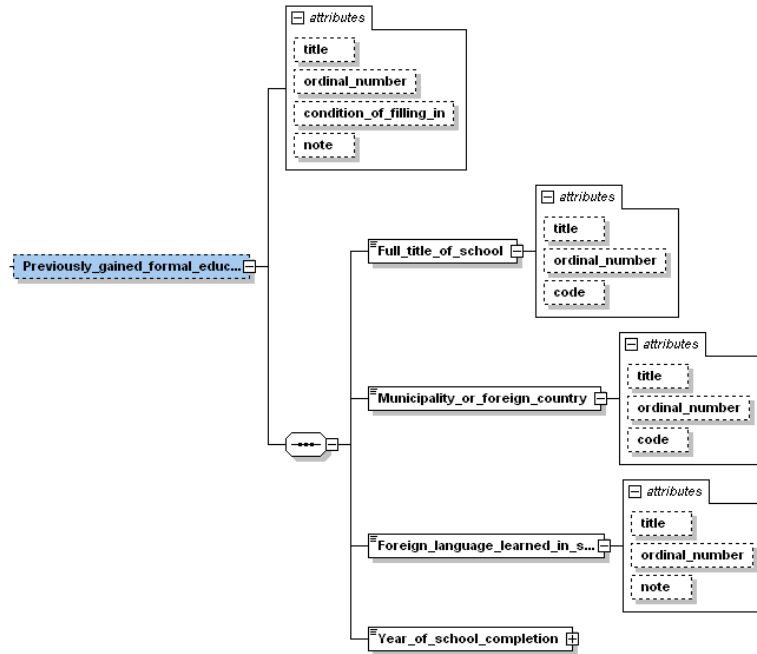 attributes
title
ordinal_number
condition_of_filling_in
note
Previously_gained_formal_educ...
Full_title_of_school
attributes
title
ordinal_number
code
Municipality_or_foreign_country
attributes
title
ordinal_number
code
Foreign_language_learned_in_s...
attributes
title
ordinal_number
note
Year_of_school_completion